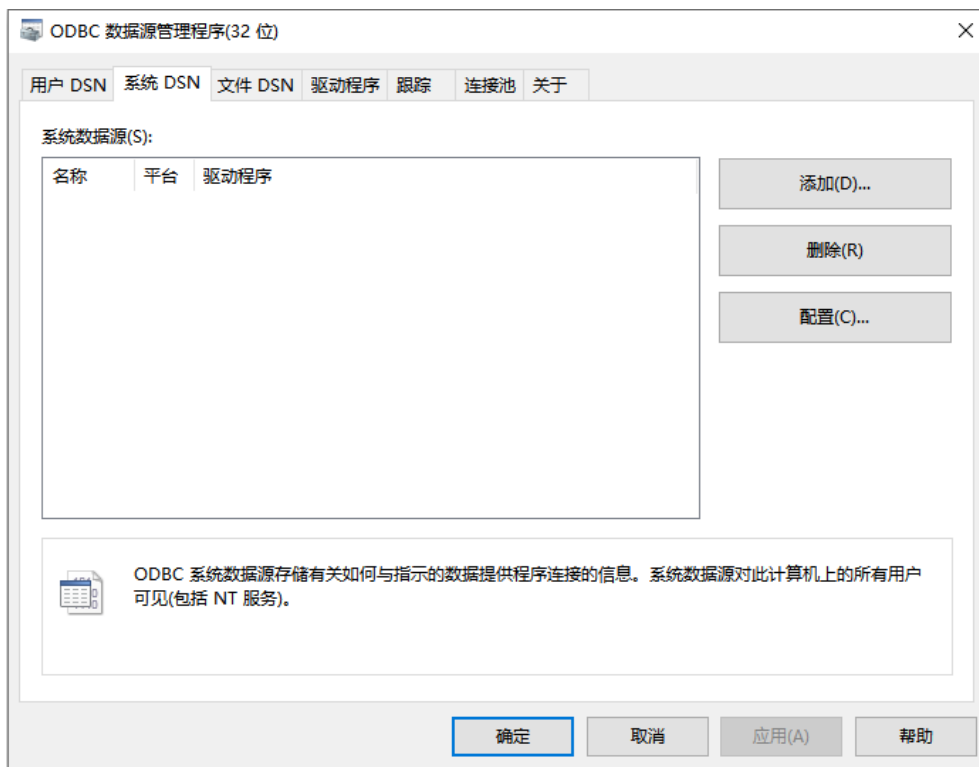 ODBC 数据源管理程序(32 位)
用户 DSN 系统 DSN 文件 DSN 驱动程序 跟踪 连接池 关于
系统数据源(S):
名称 平台 驱动程序
添加(D)...
删除(R)
配置(C)...
ODBC 系统数据源存储有关如何与指示的数据提供程序连接的信息。系统数据源对此计算机上的所有用户
可见(包括 NT 服务)。
确定 取消 应用(A) 帮助